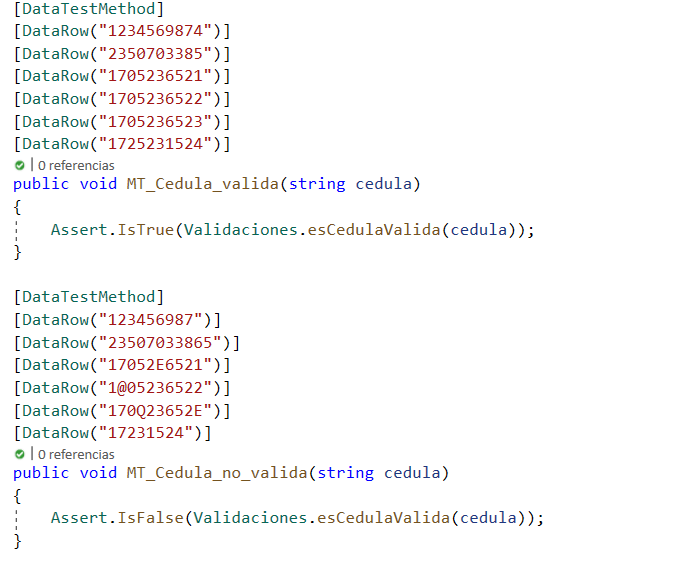 [DataTestMethod]
[DataRow("1234569874")]
[DataRow("2350703385")]
[DataRow("1705236521")]
[DataRow("1705236522")]
[DataRow("1705236523")]
[DataRow("1725231524")]
| 0 referencias
public void MT_Cedula_valida(string cedula)
{
    Assert.IsTrue(Validaciones.esCedulaValida(cedula));
}

[DataTestMethod]
[DataRow("123456987")]
[DataRow("23507033865")]
[DataRow("17052E6521")]
[DataRow("1@05236522")]
[DataRow("170Q23652E")]
[DataRow("17231524")]
| 0 referencias
public void MT_Cedula_no_valida(string cedula)
{
    Assert.IsFalse(Validaciones.esCedulaValida(cedula));
}